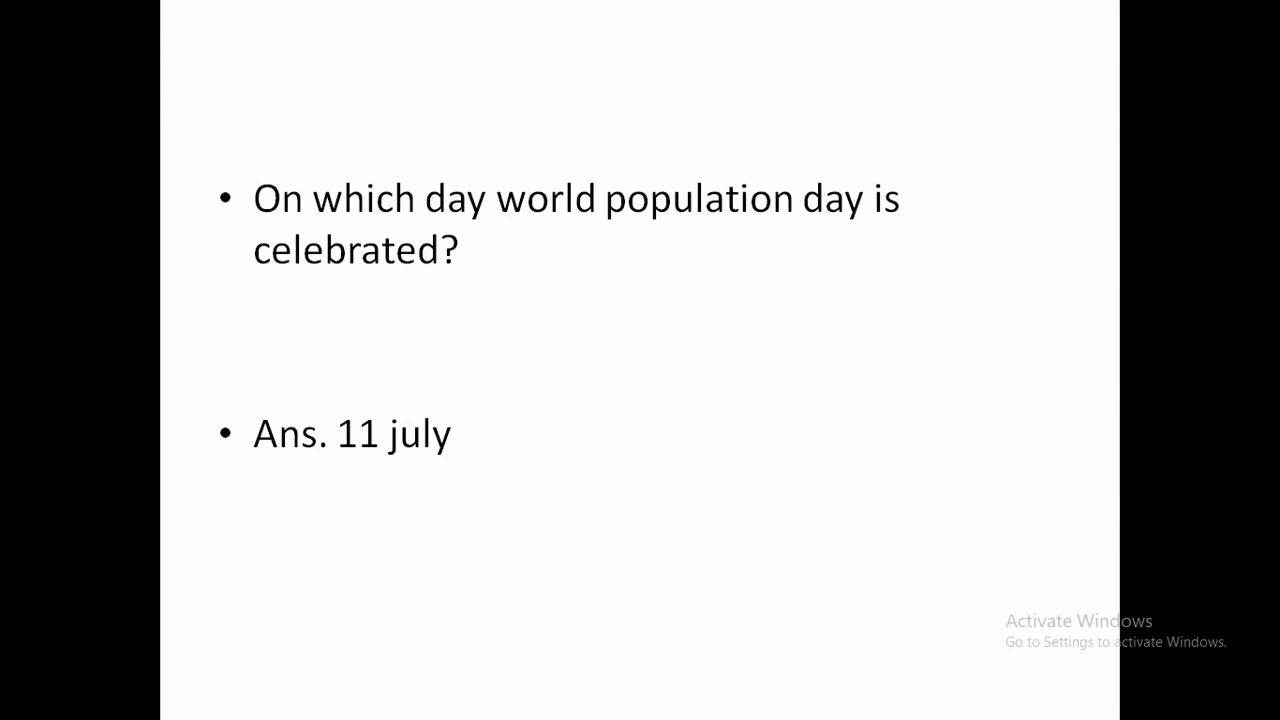 • On which day world population day is
celebrated?
• Ans. 11 july
Activate Windows
Go to Settings to activate Windows.